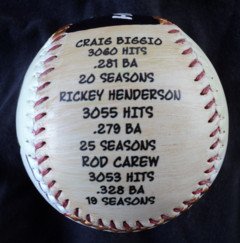 CRAIG BIGGIO
3060 HITS
.281 BA
20 SEASONS
RICKEY HENDERSON
3055 HITS
.279 BA
25 SEASONS
ROD CAREW
3053 HITS
.328 BA
19 SEASONS